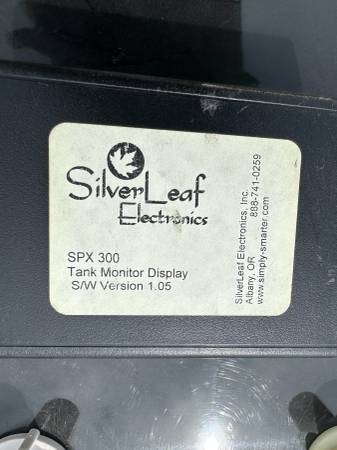 SilverLeaf
Electronics
SPX 300
Tank Monitor Display
S/W Version 1.05
SilverLeaf Electronics, Inc.
Albany, OR 888-741-0259
www.simply-smarter.com